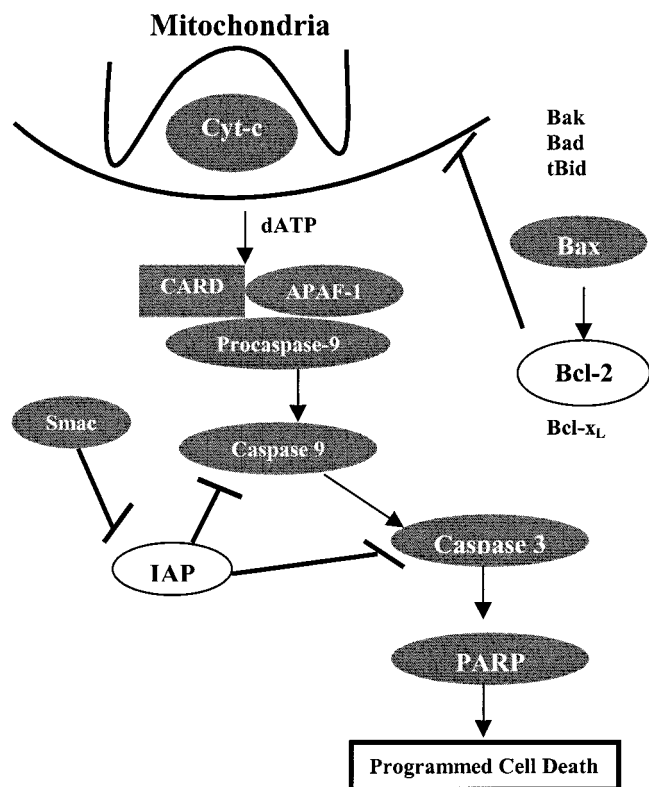 Mitochondria
Cyt-c
Bak
Bad
tBid
dATP
Bax
CARD
APAF-1
Procaspase-9
Bcl-2
Smac
Caspase 9
Bcl-xL
IAP
Caspase 3
PARP
Programmed Cell Death